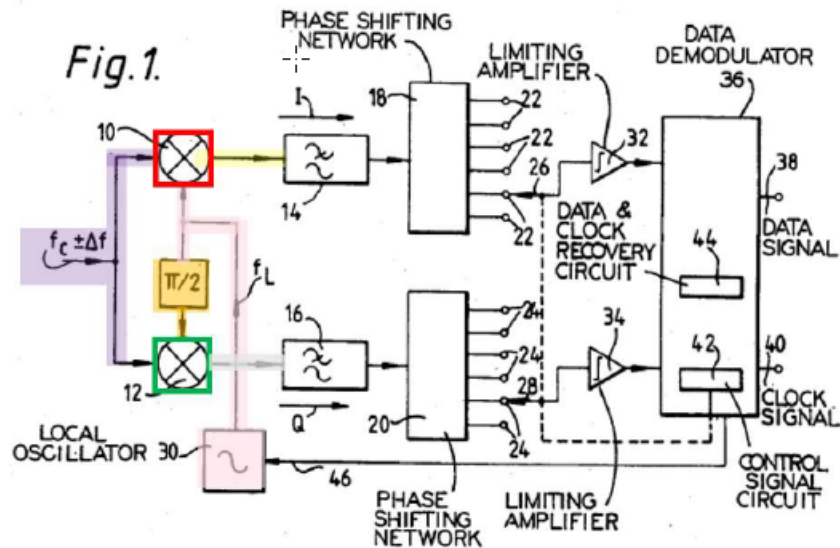 Fig.1.
PHASE SHIFTING
NETWORK
LIMITING
AMPLIFIER
DATA
DEMODULATOR
36
10
I
18
22
32
22
14
26
22
38
DATA SIGNAL
DATA &
CLOCK
RECOVERY
CIRCUIT
44
fc ±Δf
π/2
fL
16
24
34
42
24
28
40
CLOCK
SIGNAL
12
Q
20
24
LOCAL
OSCILLATOR
30
46
PHASE
SHIFTING
NETWORK
LIMITING
AMPLIFIER
CONTROL
SIGNAL
CIRCUIT